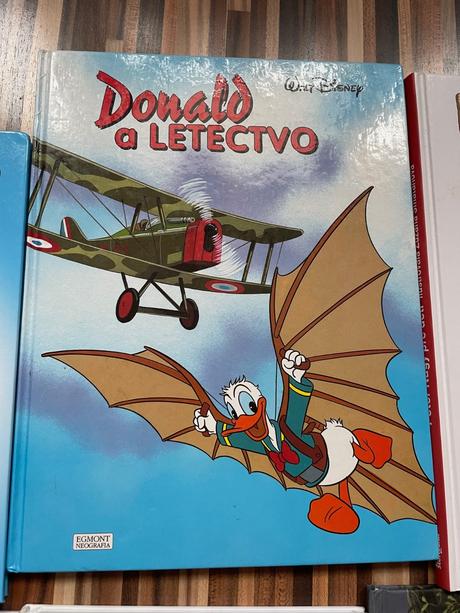 Donald
a LETECTVO
WALT DISNEY
EGMONT
NEOGRAFIA